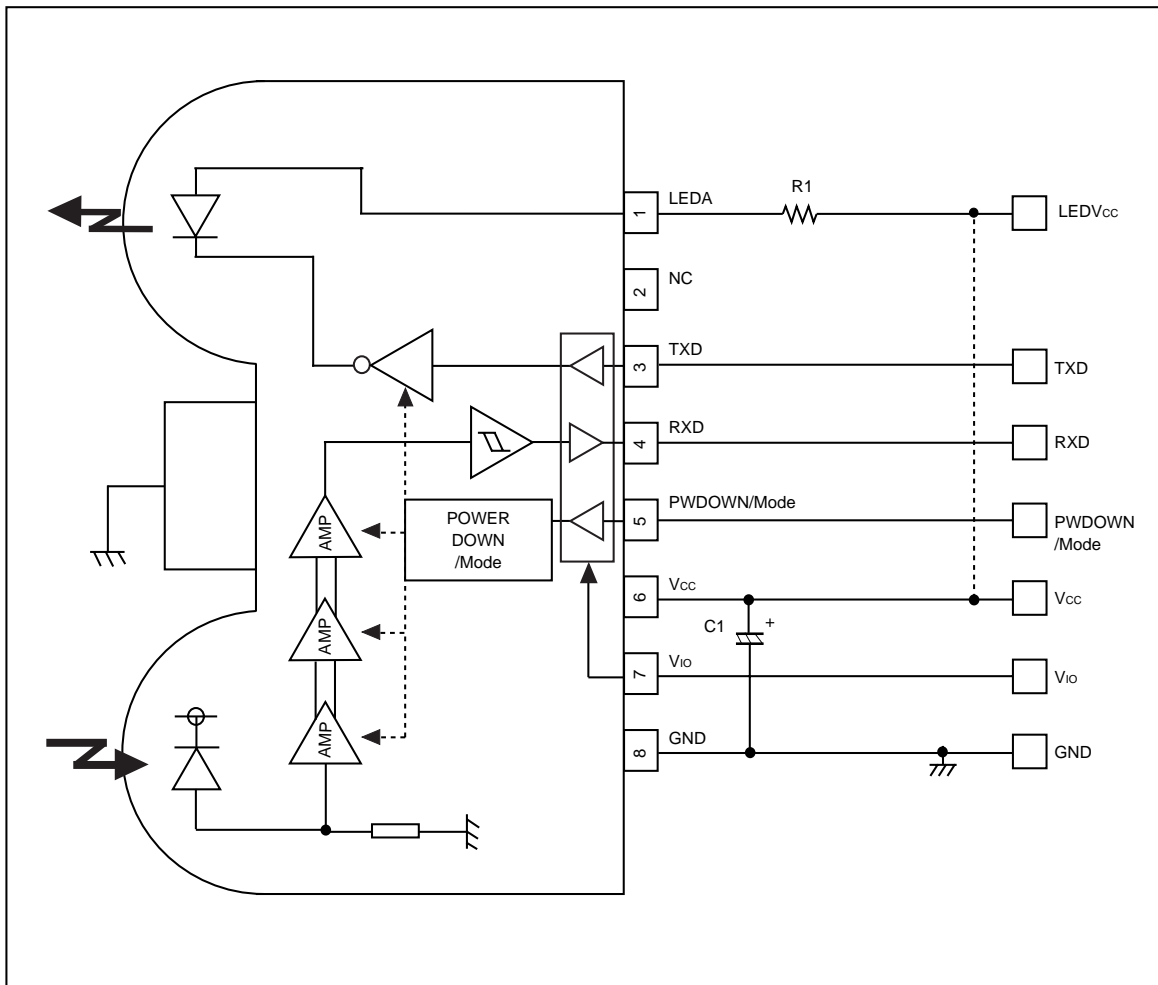 LEDA
R1
LEDVcc
1
NC
2
TXD
3
TXD
RXD
4
RXD
PWDOWN/Mode
5
PWDOWN
/Mode
POWER
DOWN
/Mode
AMP
AMP
AMP
Vcc
6
Vcc
C1
+
VIO
7
VIO
GND
8
GND